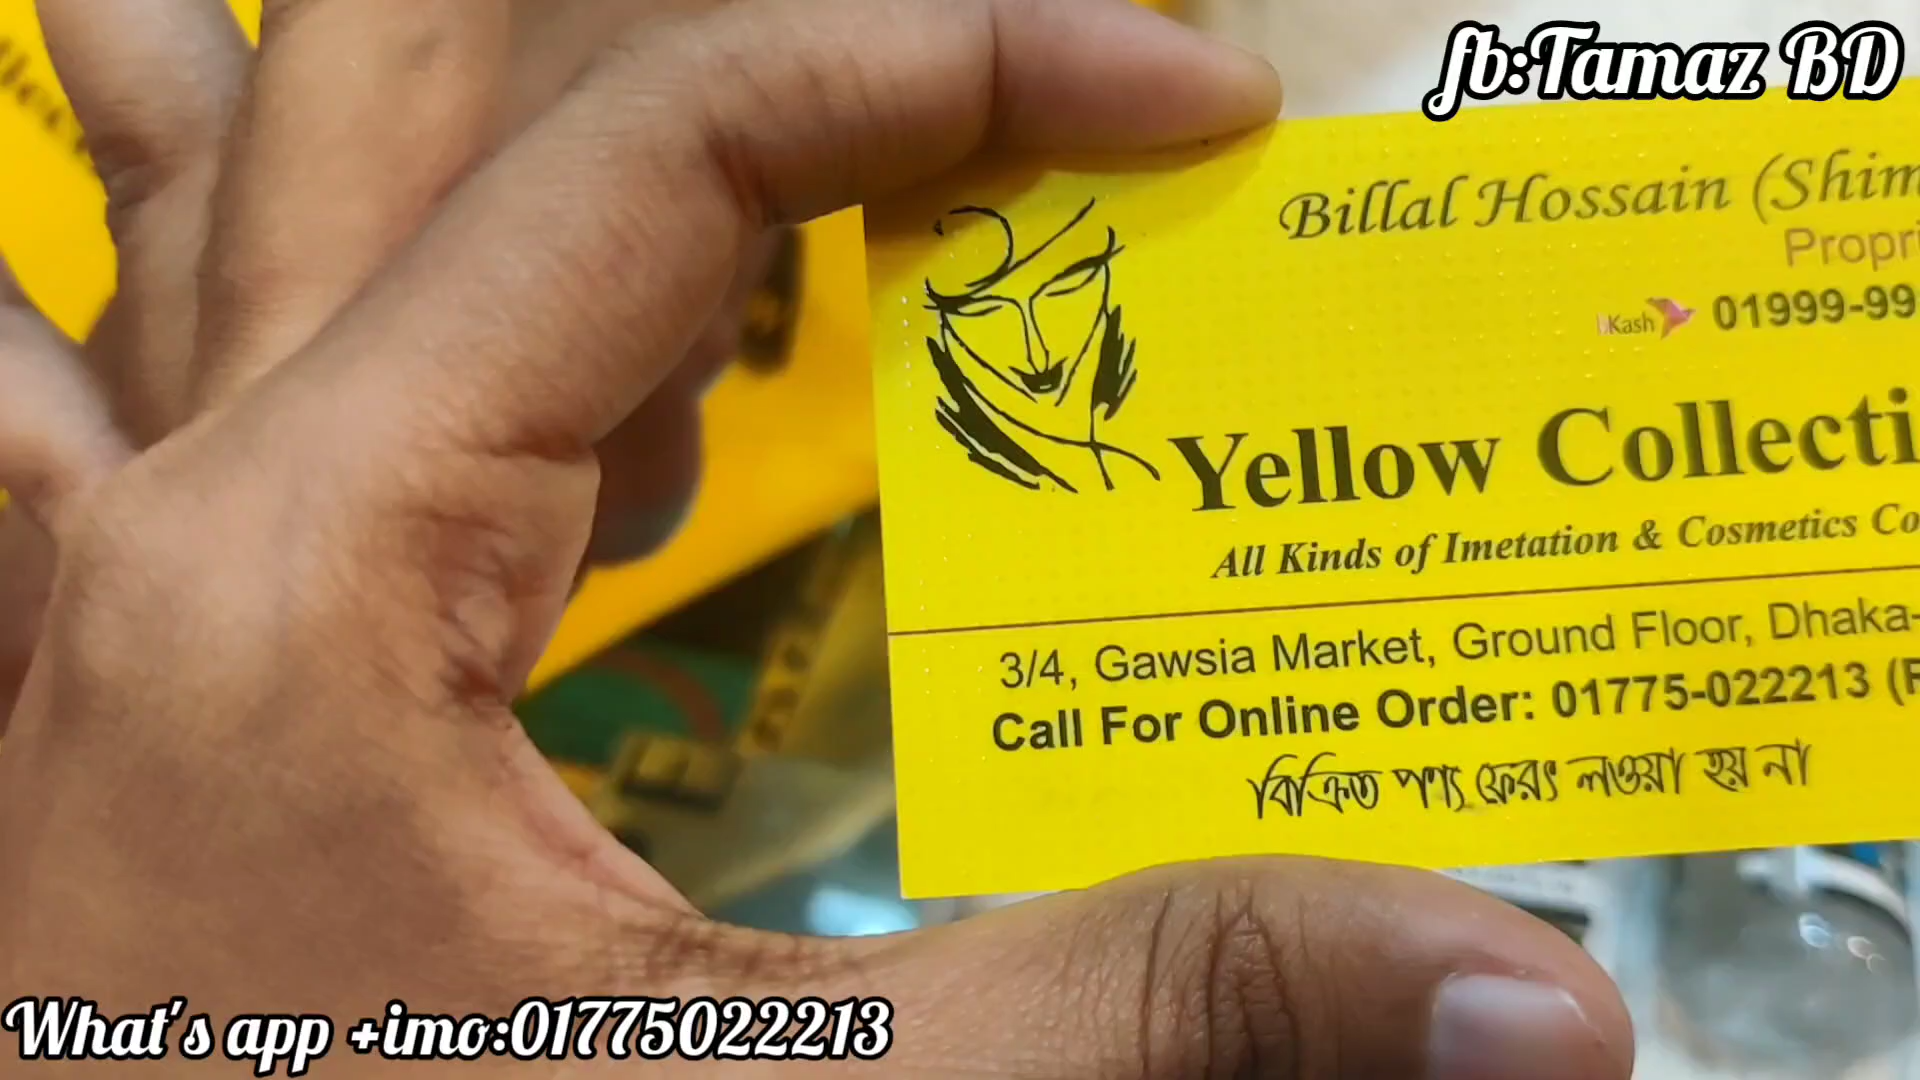 fb:Tamaz BD
Billal Hossain (Shim
Propri
bKash 01999-99
Yellow Collecti
All Kinds of Imetation & Cosmetics Co
3/4, Gawsia Market, Ground Floor, Dhaka-
Call For Online Order: 01775-022213 (
বিক্রিত পণ্য ফেরৎ লওয়া হয় না
What's app +imo:01775022213